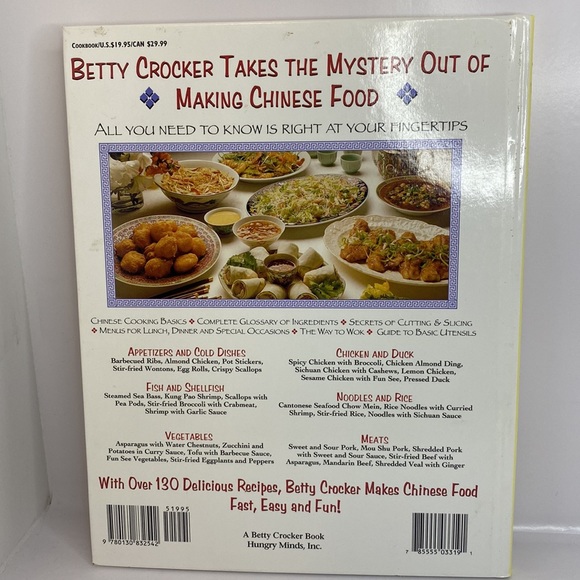 COOKBOOK/U.S.$19.95/CAN $29.99
BETTY CROCKER TAKES THE MYSTERY OUT OF
MAKING CHINESE FOOD
ALL YOU NEED TO KNOW IS RIGHT AT YOUR FINGERTIPS
CHINESE COOKING BASICS ❖ COMPLETE GLOSSARY OF INGREDIENTS ❖ SECRETS OF CUTTING & SLICING
❖ MENUS FOR LUNCH, DINNER AND SPECIAL OCCASIONS ❖ THE WAY TO WOK ❖ GUIDE TO BASIC UTENSILS
APPETIZERS AND COLD DISHES
Barbecued Ribs, Almond Chicken, Pot Stickers,
Stir-fried Wontons, Egg Rolls, Crispy Scallops
CHICKEN AND DUCK
Spicy Chicken with Broccoli, Chicken Almond Ding,
Sichuan Chicken with Cashews, Lemon Chicken,
Sesame Chicken with Fun See, Pressed Duck
FISH AND SHELLFISH
Steamed Sea Bass, Kung Pao Shrimp, Scallops with
Pea Pods, Stir-fried Broccoli with Crabmeat,
Shrimp with Garlic Sauce
NOODLES AND RICE
Cantonese Seafood Chow Mein, Rice Noodles with Curried
Shrimp, Stir-fried Rice, Noodles with Sichuan Sauce
VEGETABLES
Asparagus with Water Chestnuts, Zucchini and
Potatoes in Curry Sauce, Tofu with Barbecue Sauce,
Fun See Vegetables, Stir-fried Eggplants and Peppers
MEATS
Sweet and Sour Pork, Mou Shu Pork, Shredded Pork
with Sweet and Sour Sauce, Stir-fried Beef with
Asparagus, Mandarin Beef, Shredded Veal with Ginger
With Over 130 Delicious Recipes, Betty Crocker Makes Chinese Food
Fast, Easy and Fun!
51995
9 780130 832542
A Betty Crocker Book
Hungry Minds, Inc.
7 85555 03319 1